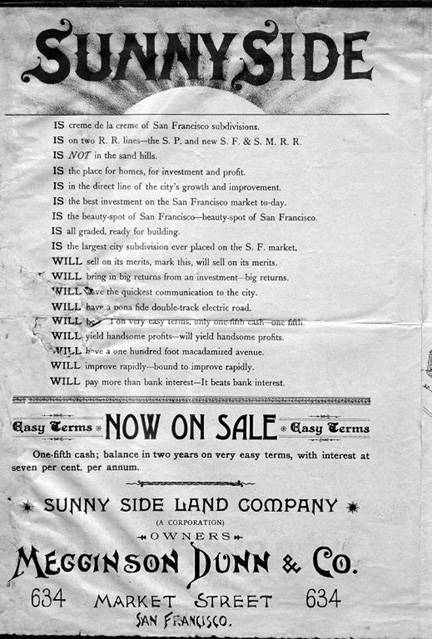 SUNNYSIDE
IS creme de la creme of San Francisco subdivisions.
IS on two R. R. lines—the S. P. and new S. F. & S. M. R. R.
IS NOT in the sand hills.
IS the place for homes, for investment and profit.
IS in the direct line of the city's growth and improvement.
IS the best investment on the San Francisco market to-day.
IS the beauty-spot of San Francisco—beauty-spot of San Francisco.
IS all graded, ready for building.
IS the largest city subdivision ever placed on the S. F. market.
WILL sell on its merits, mark this, will sell on its merits.
WILL bring in big returns from an investment—big returns.
WILL have the quickest communication to the city.
WILL have a bona fide double-track electric road.
WILL on very easy terms, only one-fifth cash—one fifth.
WILL yield handsome profits—will yield handsome profits.
WILL have a one hundred foot macadamized avenue.
WILL improve rapidly—bound to improve rapidly.
WILL pay more than bank interest—It beats bank interest.
Easy Terms NOW ON SALE Easy Terms
One-fifth cash; balance in two years on very easy terms, with interest at
seven per cent. per annum.
SUNNY SIDE LAND COMPANY
(A CORPORATION)
OWNERS
MEGGINSON DUNN & CO.
634 MARKET STREET 634
SAN FRANCISCO.